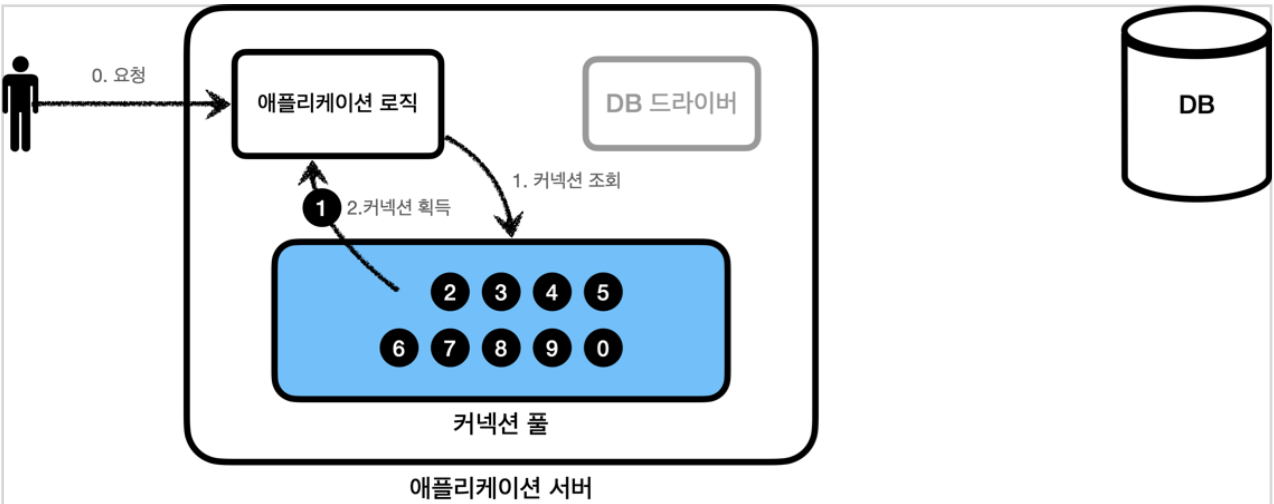 0. 요청
애플리케이션 로직
DB 드라이버
DB
1. 커넥션 조회
1
2.커넥션 획득
2 3 4 5
6 7 8 9 0
커넥션 풀
애플리케이션 서버